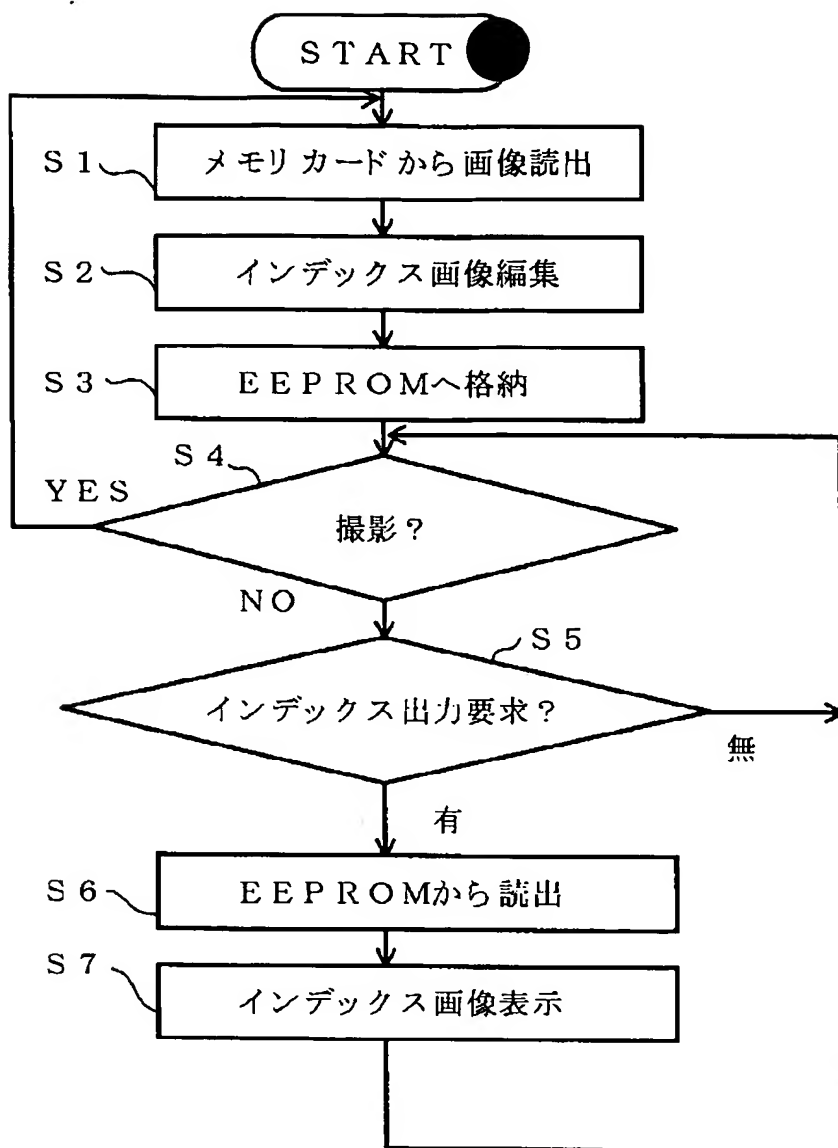 START
S1
メモリカードから画像読出
S2
インデックス画像編集
S3
EEPROMへ格納
S4
YES
撮影?
NO
S5
インデックス出力要求?
無
有
S6
EEPROMから読出
S7
インデックス画像表示